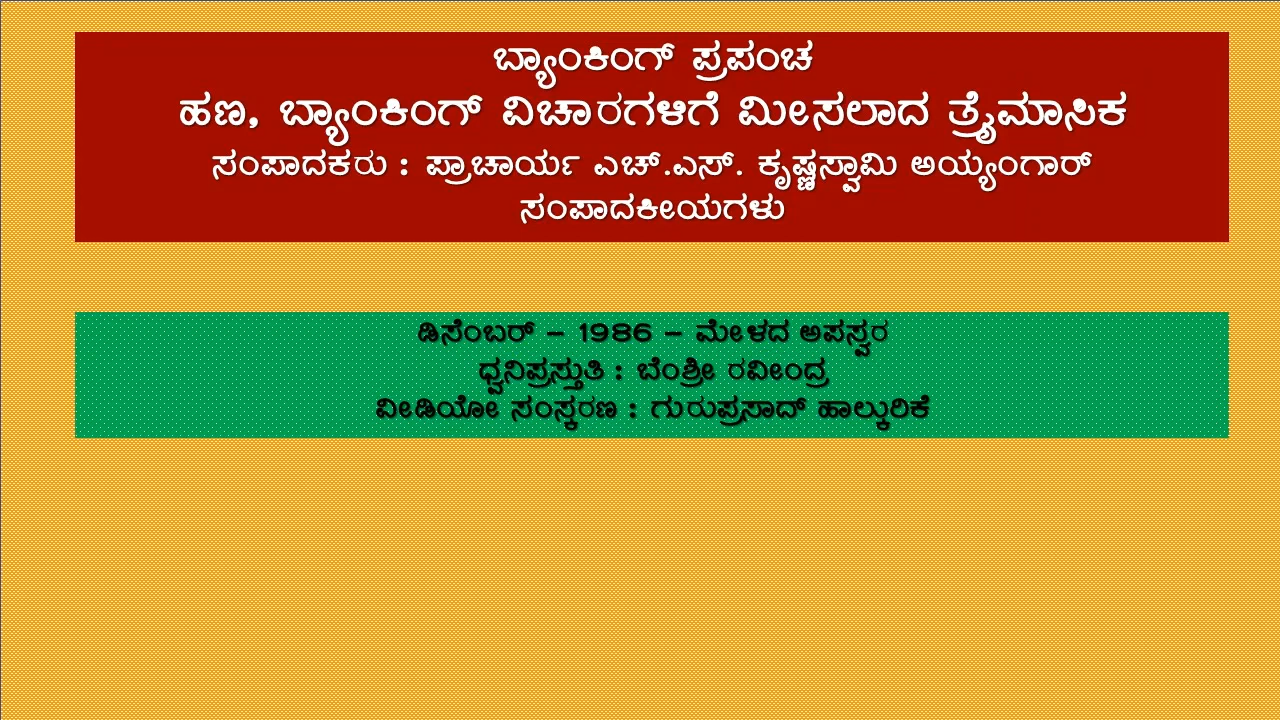 ಬ್ಯಾಂಕಿಂಗ್ ಪ್ರಪಂಚ
ಹಣ, ಬ್ಯಾಂಕಿಂಗ್ ವಿಚಾರಗಳಿಗೆ ಮೀಸಲಾದ ತ್ರೈಮಾಸಿಕ
ಸಂಪಾದಕರು : ಪ್ರಾಚಾರ್ಯ ಎಚ್.ಎಸ್. ಕೃಷ್ಣಸ್ವಾಮಿ ಅಯ್ಯಂಗಾರ್
ಸಂಪಾದಕೀಯಗಳು
ಡಿಸೆಂಬರ್ – 1986 – ಮೇಳದ ಅಪಸ್ವರ
ಧ್ವನಿಪ್ರಸ್ತುತಿ : ಬೆಂಶ್ರೀ ರವೀಂದ್ರ
ವೀಡಿಯೋ ಸಂಸ್ಕರಣ : ಗುರುಪ್ರಸಾದ್ ಹಾಲ್ಕುರಿಕೆ